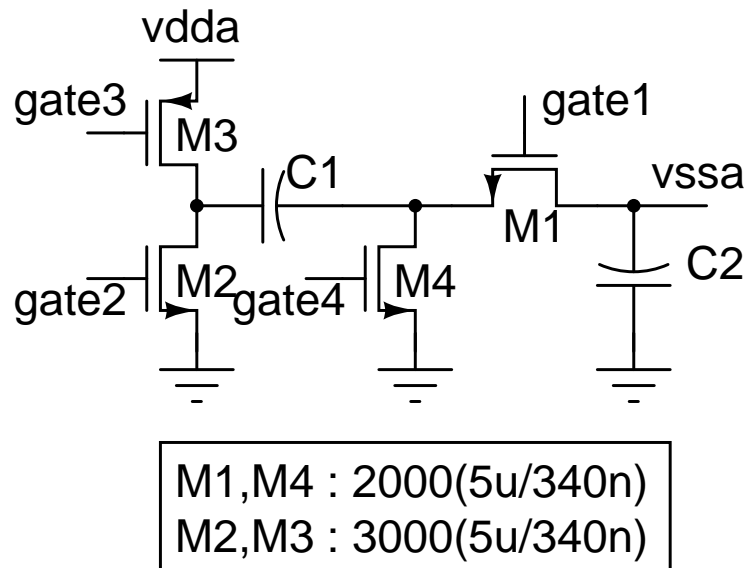 vdda
gate3
M3
gate1
C1
vssa
M1
M2
gate2
M4
gate4
C2
M1,M4 : 2000(5u/340n)
M2,M3 : 3000(5u/340n)